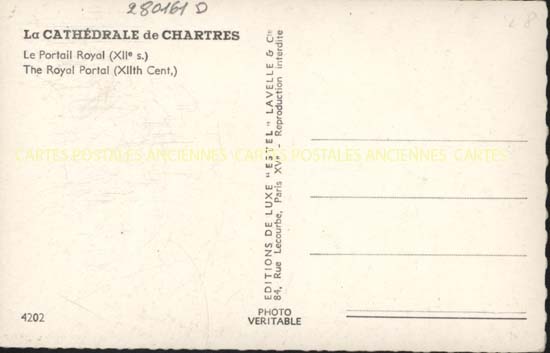 280161 D
La CATHÉDRALE de CHARTRES
Le Portail Royal (XIIᵉ s.)
The Royal Portal (XIIth Cent,)
CARTES POSTALES ANCIENNES CARTES POSTALES ANCIENNES
EDITIONS DE LUXE "ESTEL" LAVELLE & Cie
84, Rue Lecourbe, Paris XVᵉ - Reproduction interdite
4202
PHOTO
VERITABLE